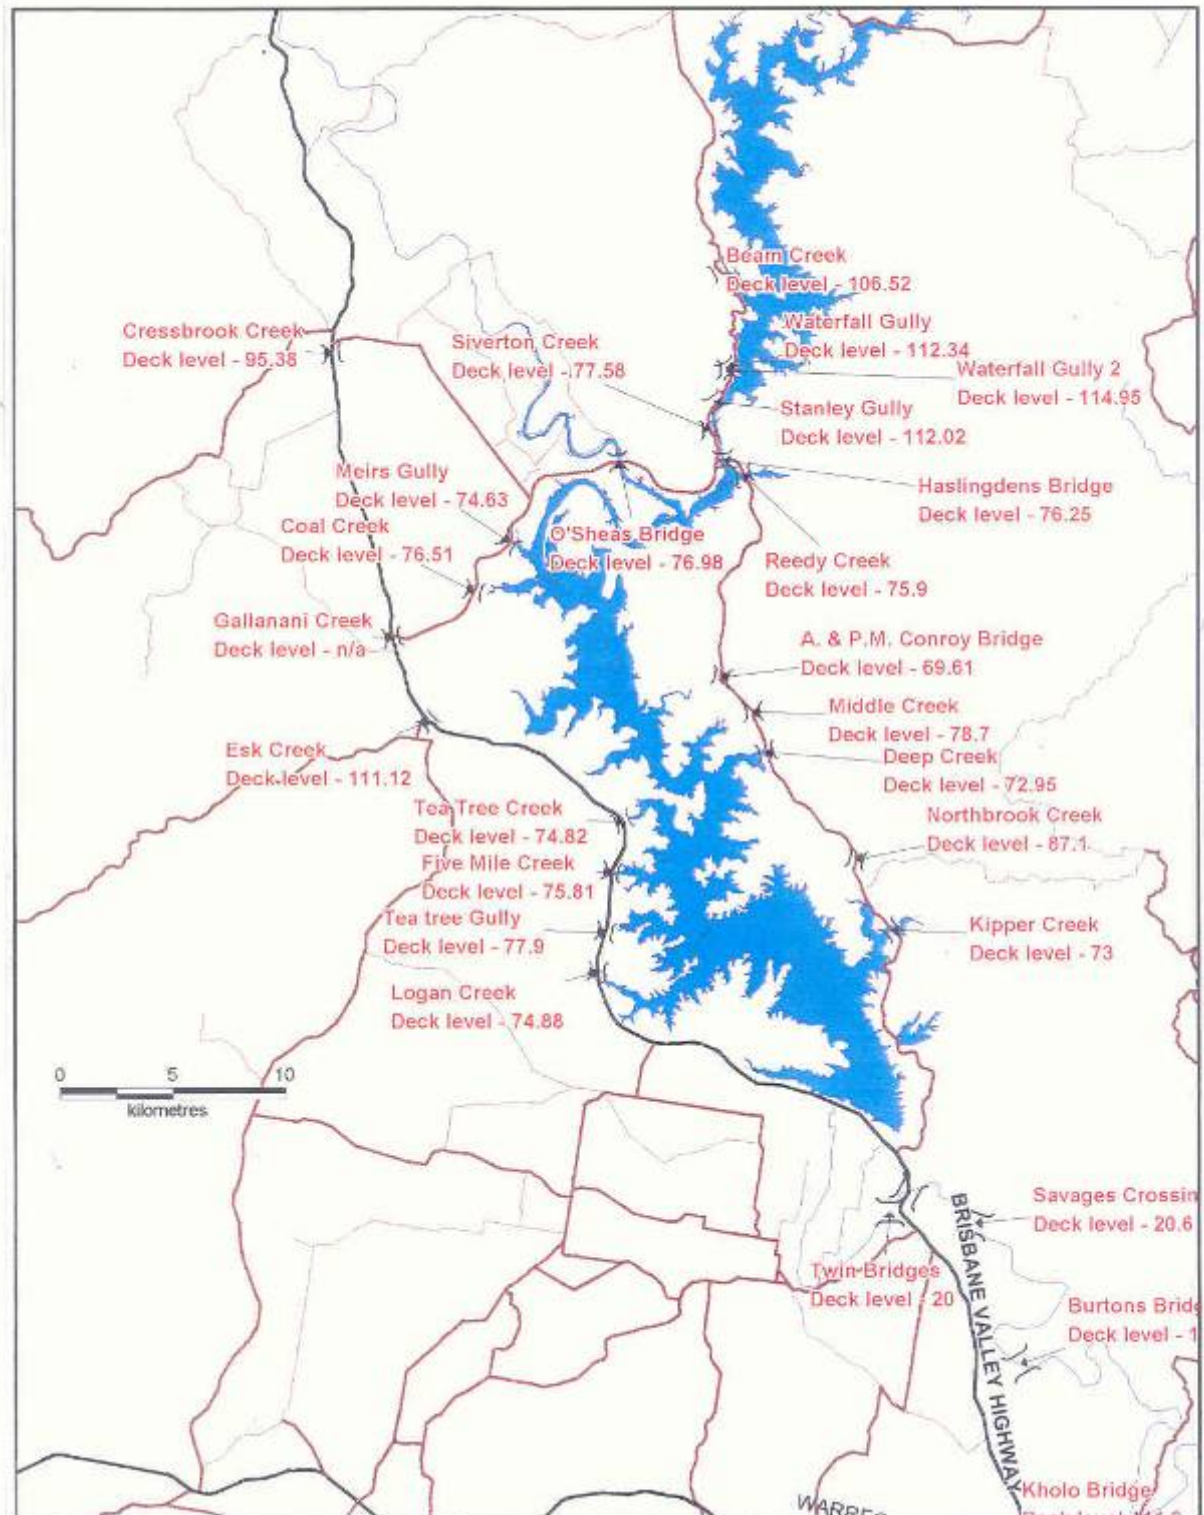 Beam Creek
Deck level - 106.52
Cressbrook Creek
Deck level - 95.38
Siverton Creek
Deck level - 77.58
Waterfall Gully
Deck level - 112.34
Waterfall Gully 2
Deck level - 114.95
Stanley Gully
Deck level - 112.02
Meirs Gully
Deck level - 74.63
Haslingdens Bridge
Deck level - 76.25
Coal Creek
Deck level - 76.51
O'Sheas Bridge
Deck level - 76.98
Reedy Creek
Deck level - 75.9
Gallanani Creek
Deck level - n/a
A. & P.M. Conroy Bridge
Deck level - 69.61
Middle Creek
Deck level - 78.7
Esk Creek
Deck level - 111.12
Deep Creek
Deck level - 72.95
Tea Tree Creek
Deck level - 74.82
Northbrook Creek
Deck level - 87.1
Five Mile Creek
Deck level - 75.81
Tea tree Gully
Deck level - 77.9
Kipper Creek
Deck level - 73
Logan Creek
Deck level - 74.88
0 5 10
kilometres
Savages Crossin
Deck level - 20.6
Twin Bridges
Deck level - 20
BRISBANE VALLEY HIGHWAY
Burtons Bridg
Deck level - 1
Kholo Bridge
Deck level